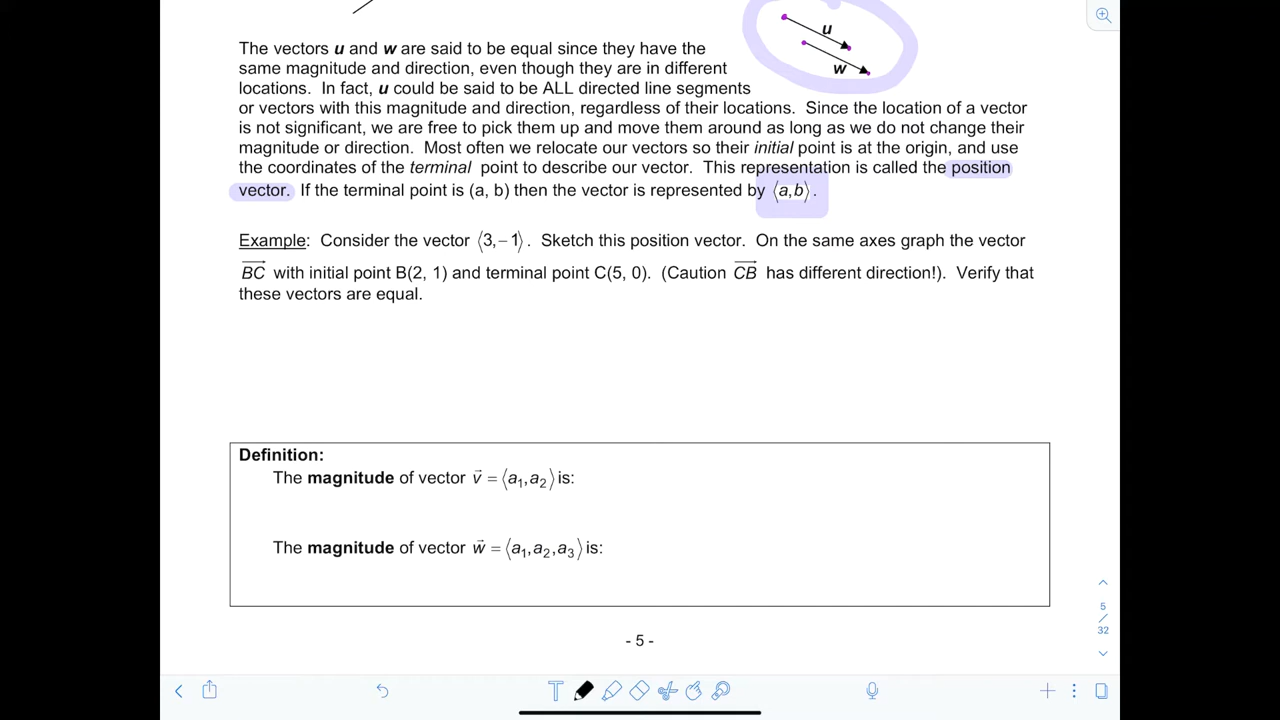 u
w
The vectors u and w are said to be equal since they have the
same magnitude and direction, even though they are in different
locations. In fact, u could be said to be ALL directed line segments
or vectors with this magnitude and direction, regardless of their locations. Since the location of a vector
is not significant, we are free to pick them up and move them around as long as we do not change their
magnitude or direction. Most often we relocate our vectors so their initial point is at the origin, and use
the coordinates of the terminal point to describe our vector. This representation is called the position
vector. If the terminal point is (a, b) then the vector is represented by ⟨a,b⟩.
Example: Consider the vector ⟨3,−1⟩. Sketch this position vector. On the same axes graph the vector
BC⃗ with initial point B(2, 1) and terminal point C(5, 0). (Caution CB⃗ has different direction!). Verify that
these vectors are equal.
Definition:
The magnitude of vector v⃗ = ⟨a₁,a₂⟩ is:
The magnitude of vector w⃗ = ⟨a₁,a₂,a₃⟩ is:
- 5 -
5
/
32
T